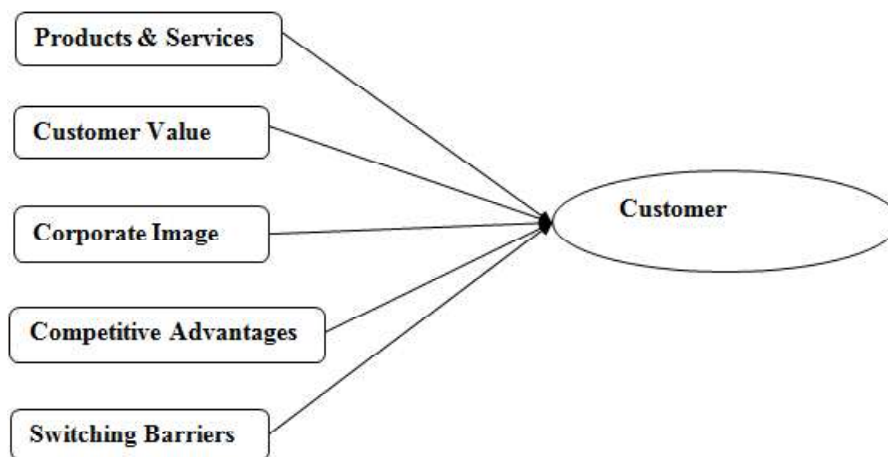 Products & Services
Customer Value
Corporate Image
Competitive Advantages
Switching Barriers
Customer